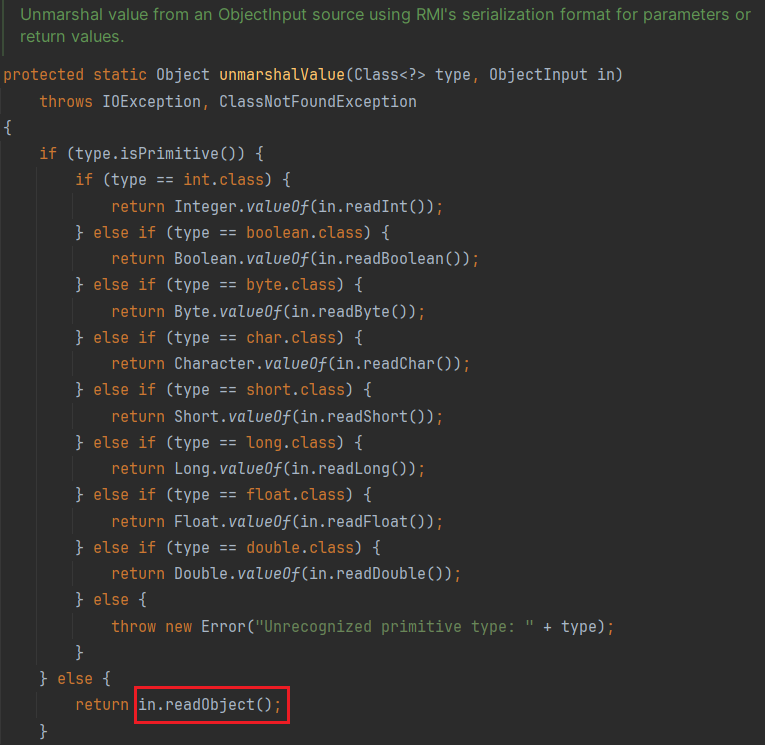 Unmarshal value from an ObjectInput source using RMI's serialization format for parameters or
return values.
protected static Object unmarshalValue(Class<?> type, ObjectInput in)
    throws IOException, ClassNotFoundException
{
    if (type.isPrimitive()) {
        if (type == int.class) {
            return Integer.valueOf(in.readInt());
        } else if (type == boolean.class) {
            return Boolean.valueOf(in.readBoolean());
        } else if (type == byte.class) {
            return Byte.valueOf(in.readByte());
        } else if (type == char.class) {
            return Character.valueOf(in.readChar());
        } else if (type == short.class) {
            return Short.valueOf(in.readShort());
        } else if (type == long.class) {
            return Long.valueOf(in.readLong());
        } else if (type == float.class) {
            return Float.valueOf(in.readFloat());
        } else if (type == double.class) {
            return Double.valueOf(in.readDouble());
        } else {
            throw new Error("Unrecognized primitive type: " + type);
        }
    } else {
        return in.readObject();
    }